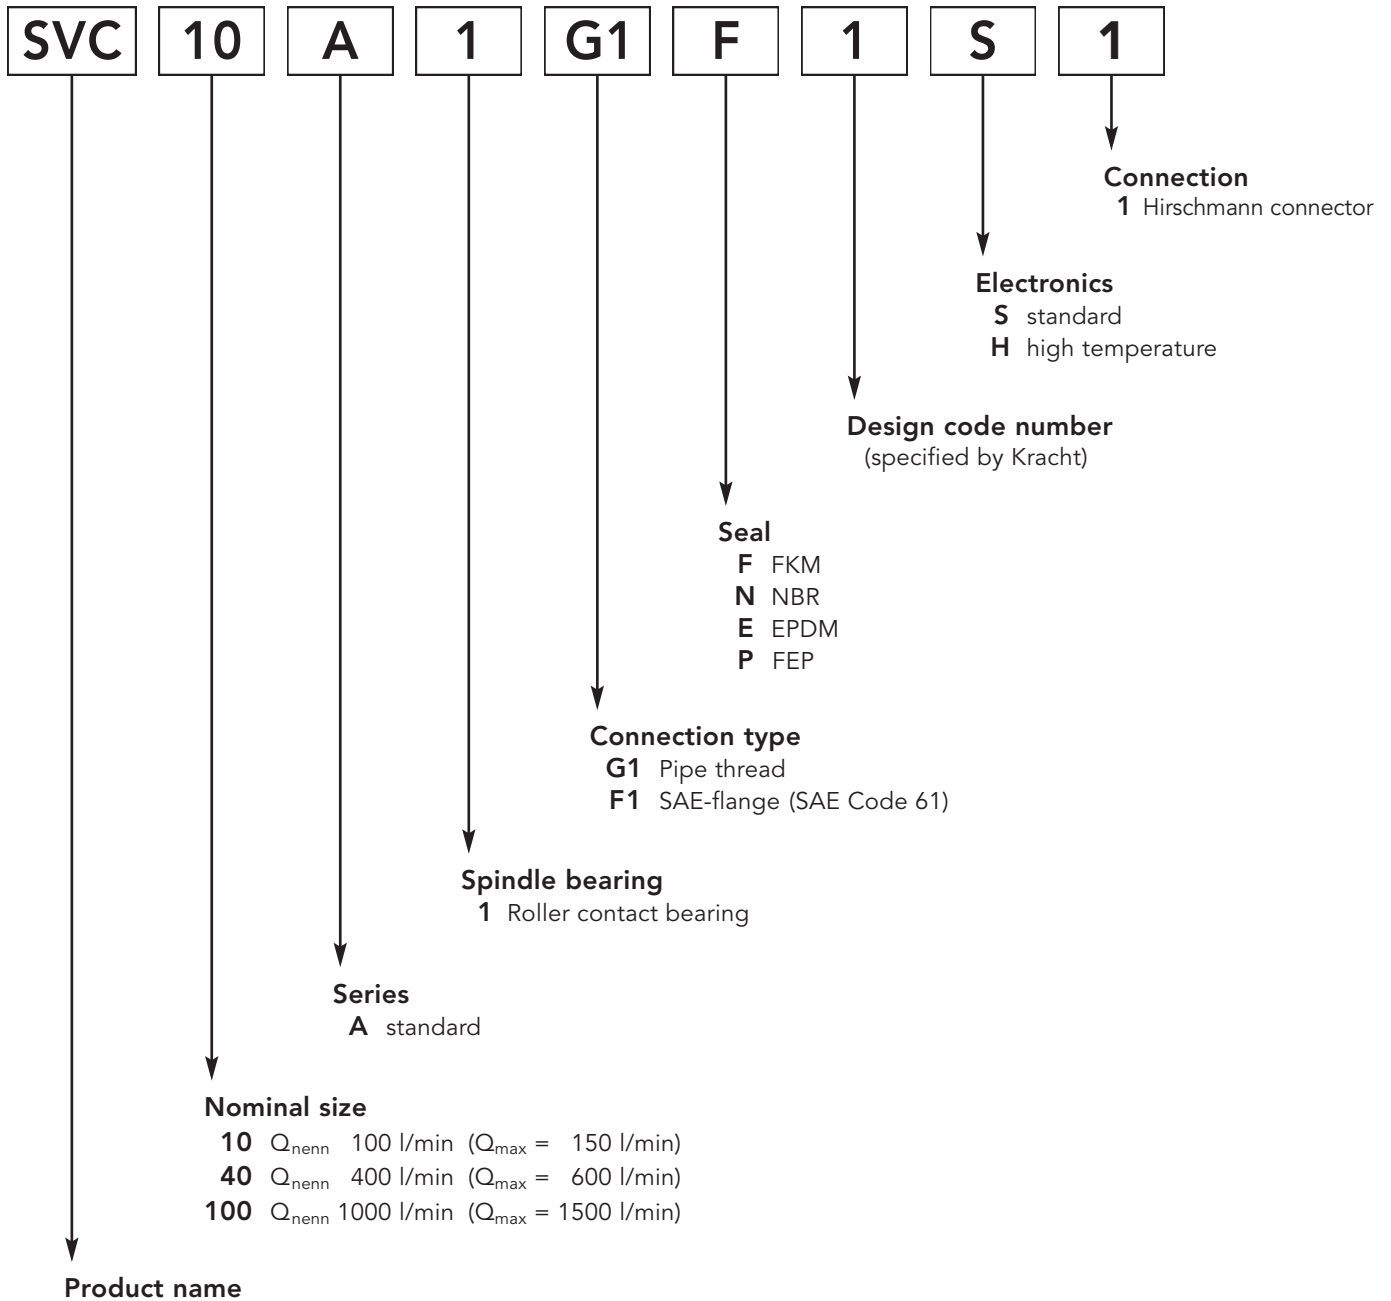 SVC 10 A 1 G1 F 1 S 1
Connection
1 Hirschmann connector
Electronics
S standard
H high temperature
Design code number
(specified by Kracht)
Seal
F FKM
N NBR
E EPDM
P FEP
Connection type
G1 Pipe thread
F1 SAE-flange (SAE Code 61)
Spindle bearing
1 Roller contact bearing
Series
A standard
Nominal size
10 Qnenn 100 l/min (Qmax = 150 l/min)
40 Qnenn 400 l/min (Qmax = 600 l/min)
100 Qnenn 1000 l/min (Qmax = 1500 l/min)
Product name